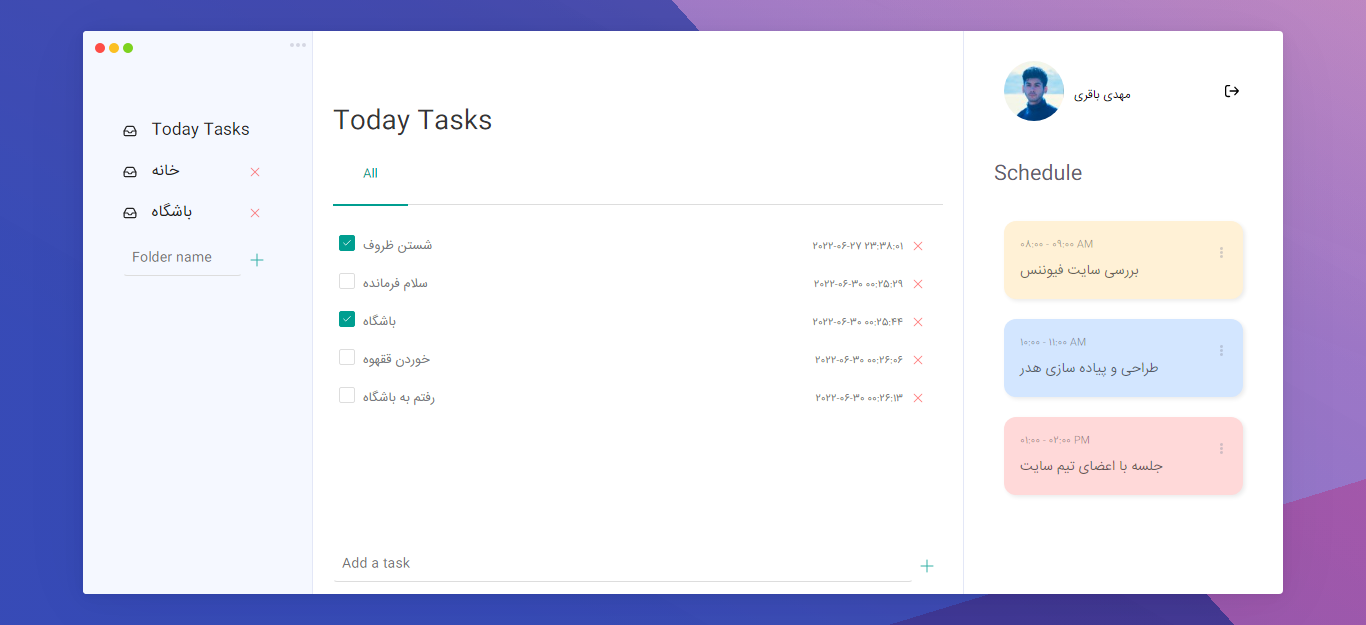 Today Tasks
خانه
باشگاه
Folder name
Today Tasks
All
شستن ظروف ۲۰۲۲-۰۶-۲۷ ۲۳:۳۸:۰۱
سلام فرمانده ۲۰۲۲-۰۶-۳۰ ۰۰:۲۵:۲۹
باشگاه ۲۰۲۲-۰۶-۳۰ ۰۰:۲۵:۴۴
خوردن ققهوه ۲۰۲۲-۰۶-۳۰ ۰۰:۲۶:۰۶
رفتم به باشگاه ۲۰۲۲-۰۶-۳۰ ۰۰:۲۶:۱۳
Add a task
مهدی باقری
Schedule
۰۸:۰۰ - ۰۹:۰۰ AM
بررسی سایت فیوننس
۱۰:۰۰ - ۱۱:۰۰ AM
طراحی و پیاده سازی هدر
۰۱:۰۰ - ۰۲:۰۰ PM
جلسه با اعضای تیم سایت